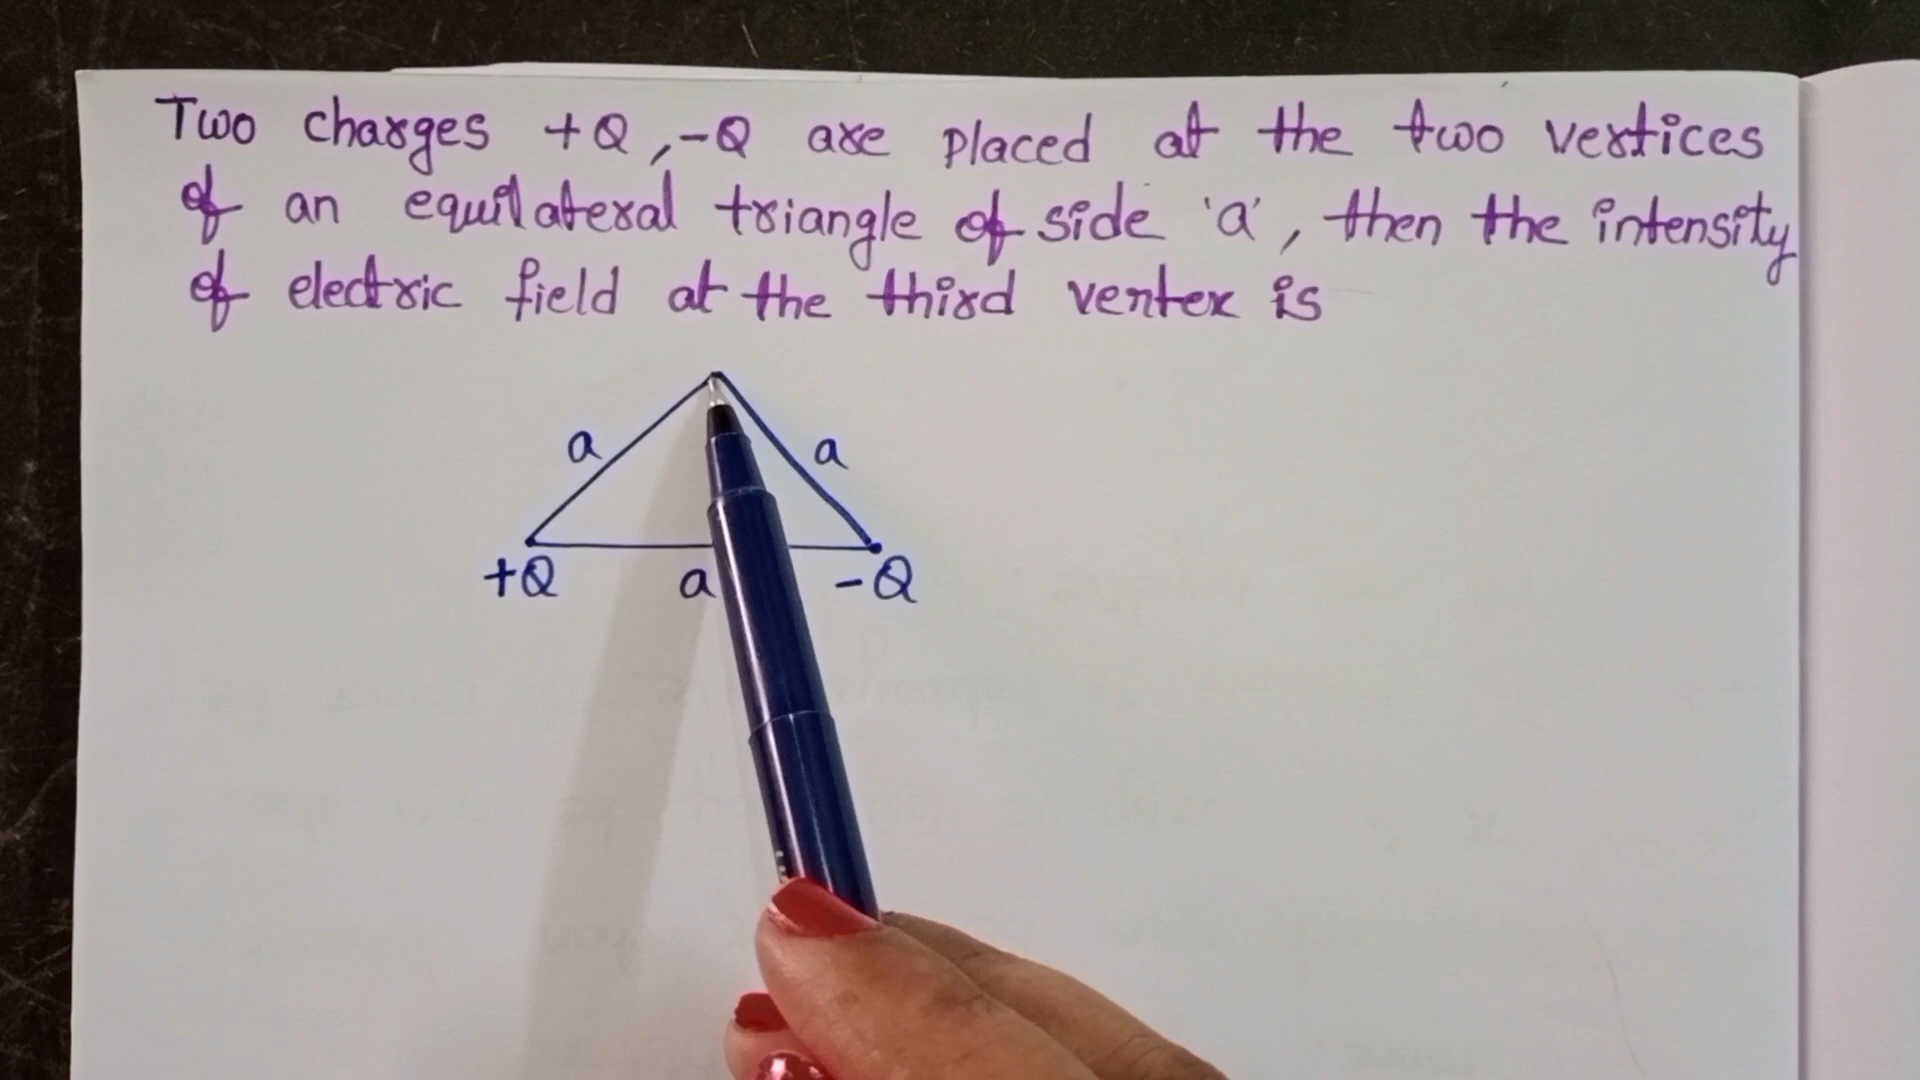 Two charges +Q, -Q are placed at the two vertices
of an equilateral triangle of side 'a', then the intensity
of electric field at the third vertex is
a
a
+Q
a
-Q